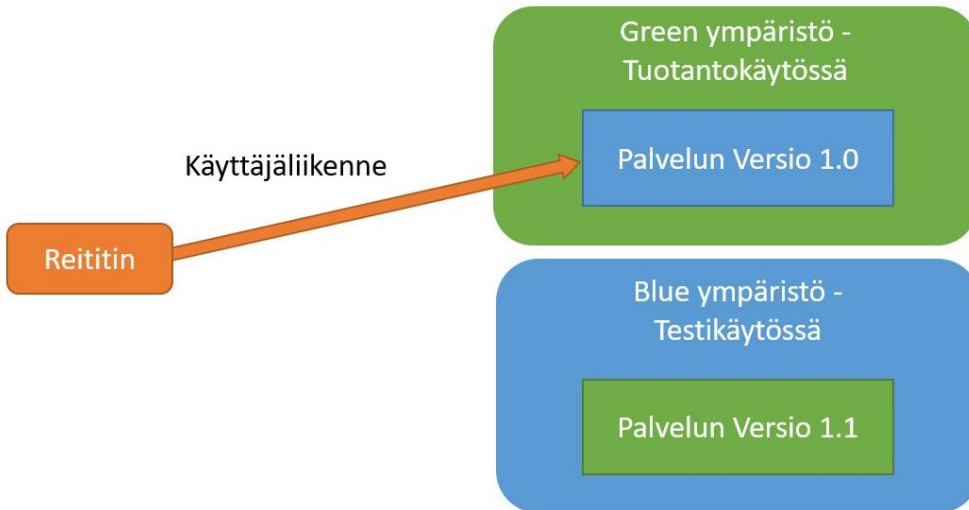 Green ympäristö -
Tuotantokäytössä
Palvelun Versio 1.0
Käyttäjäliikenne
Reititin
Blue ympäristö -
Testikäytössä
Palvelun Versio 1.1